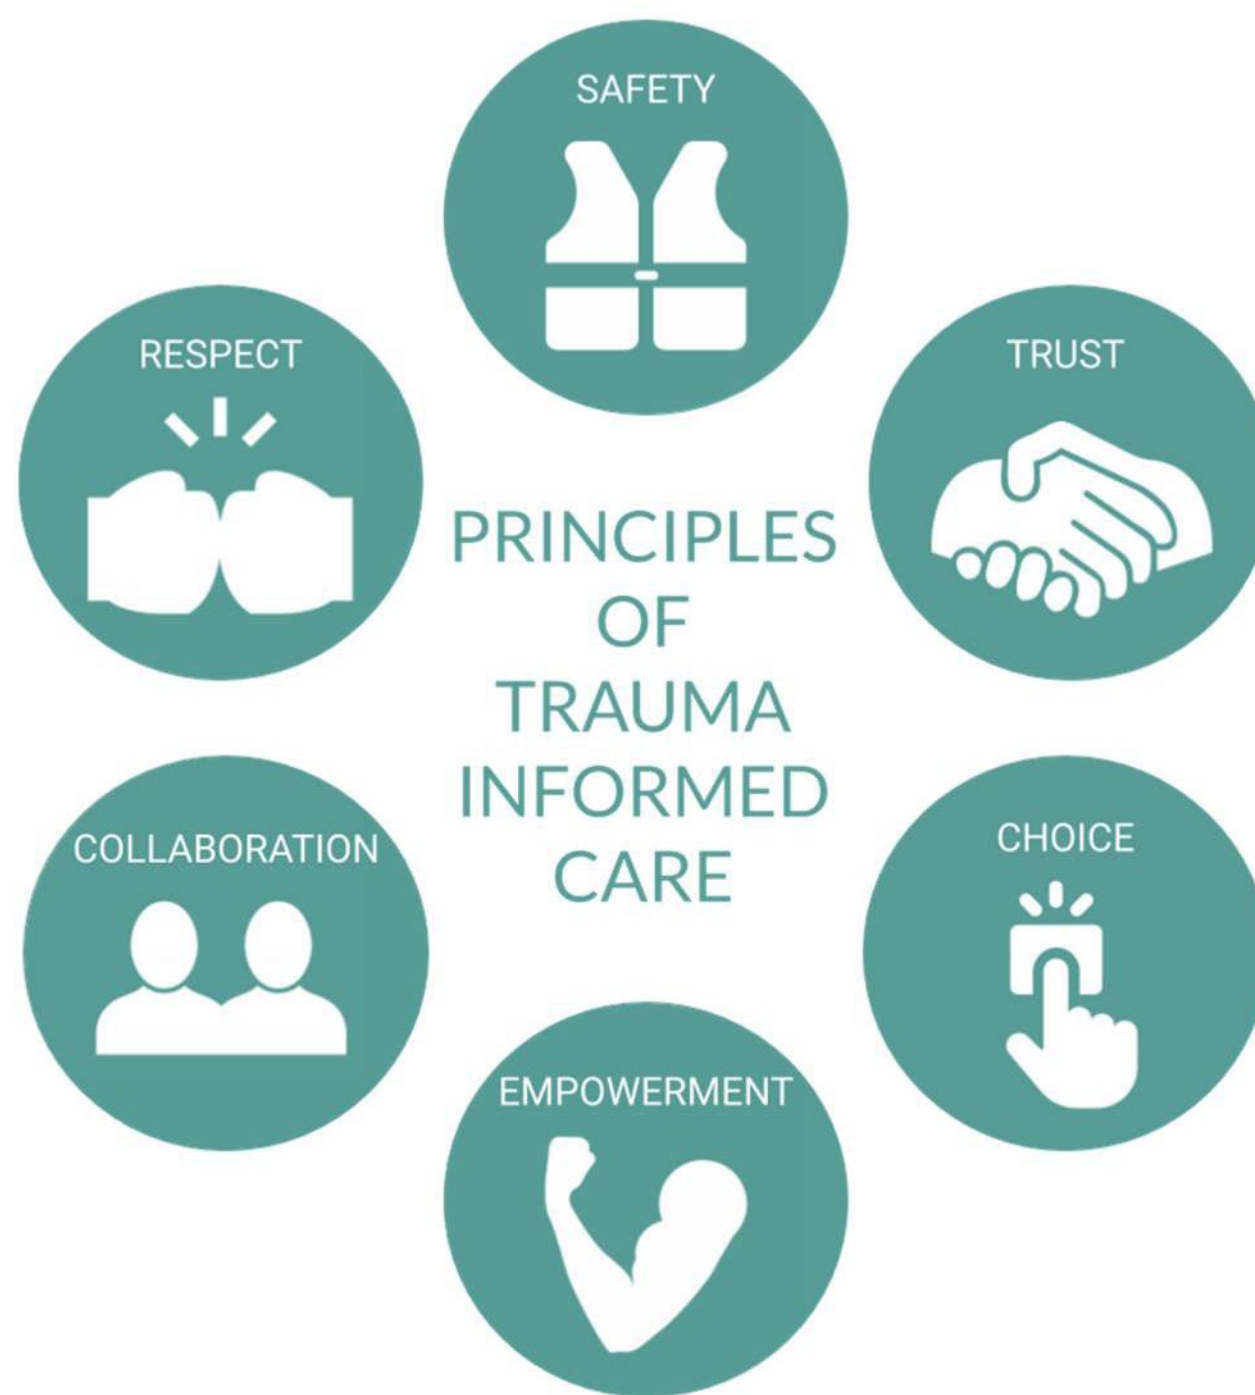 SAFETY
RESPECT
TRUST
PRINCIPLES
OF
TRAUMA
INFORMED
CARE
COLLABORATION
CHOICE
EMPOWERMENT